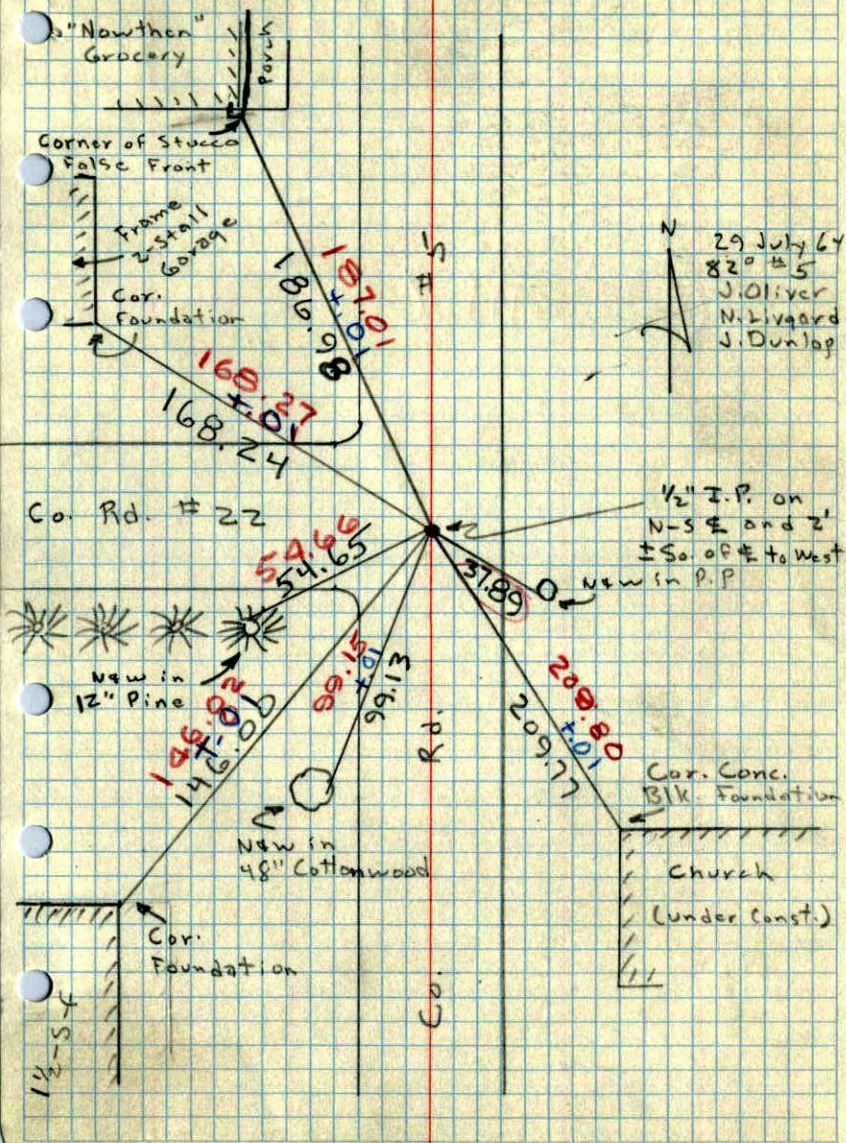 "Nowthen"
Grocery
Porch
Corner of Stucco
False Front
Frame
2-Stall
Garage
Cor.
Foundation
187.01
+.01
186.98
# 5
N
29 July 64
82° #5
J. Oliver
N. Livgard
J. Dunlop
168.27
+.01
168.24
Co. Rd. # 22
1/2" I.P. on
N-S ℄ and 2'
± So. of ℄ to West
54.66
54.65
37.89
N&W in P.P
N&W in
12" Pine
146.02
+.01
146.00
99.15
+.01
99.13
Rd.
208.80
+.01
209.77
Cor. Conc.
Blk. Foundation
N&W in
48" Cottonwood
Church
(under Const.)
Cor.
Foundation
Co.
1½-S-